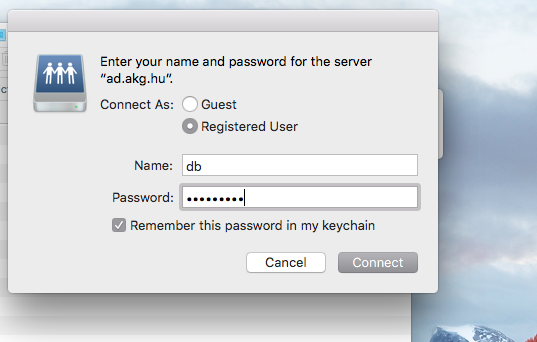 Enter your name and password for the server
“ad.akg.hu”.
Connect As:
Guest
Registered User
Name: db
Password: •••••••••
Remember this password in my keychain
Cancel Connect